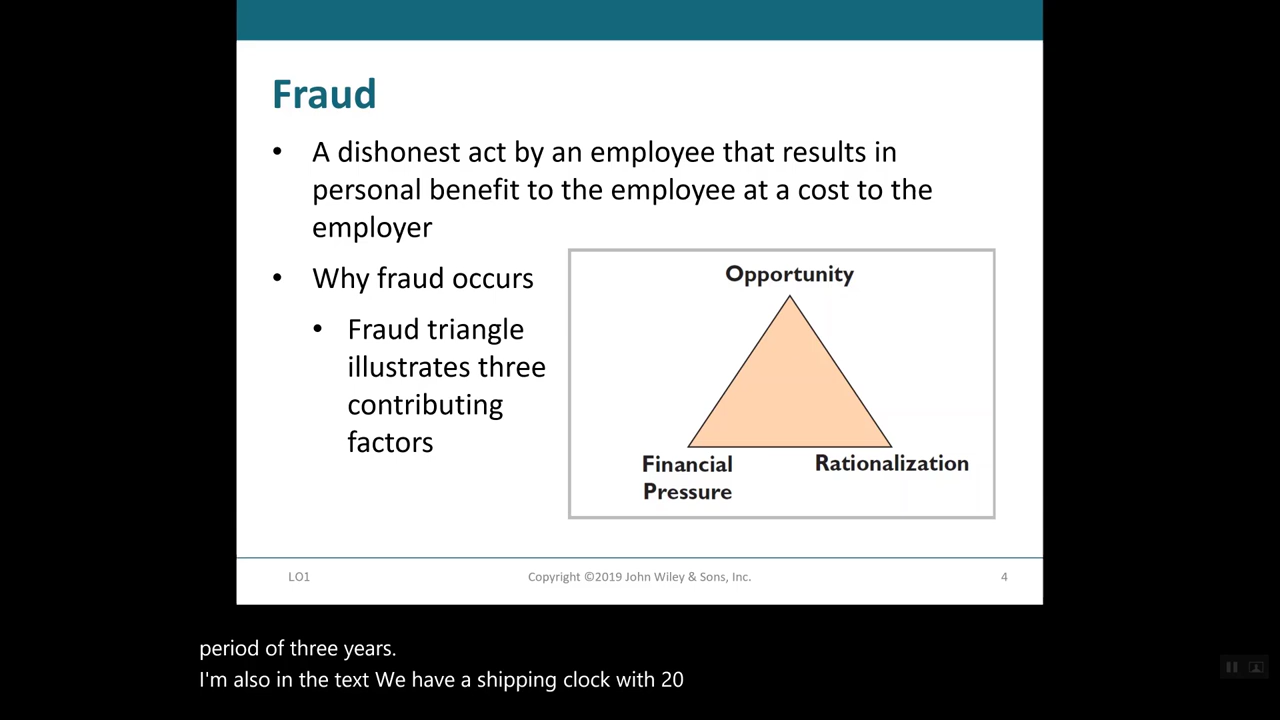 Fraud
• A dishonest act by an employee that results in
personal benefit to the employee at a cost to the
employer
• Why fraud occurs
• Fraud triangle
illustrates three
contributing
factors
Opportunity
Financial
Pressure
Rationalization
LO1
Copyright ©2019 John Wiley & Sons, Inc.
4
period of three years.
I'm also in the text We have a shipping clock with 20